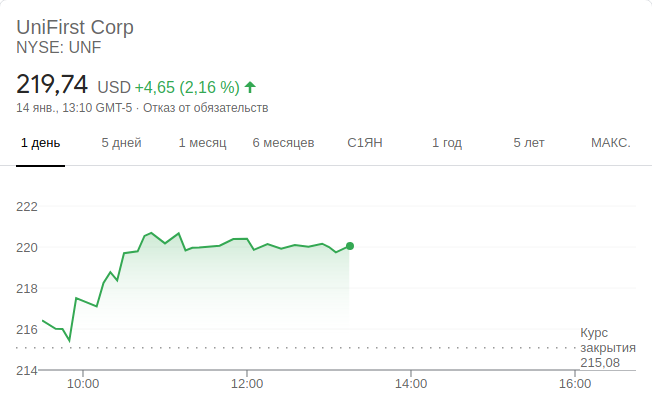 UniFirst Corp
NYSE: UNF
219,74 USD +4,65 (2,16 %)
14 янв., 13:10 GMT-5 · Отказ от обязательств
1 день 5 дней 1 месяц 6 месяцев С1ЯН 1 год 5 лет МАКС.
222
220
218
216
Курс
закрытия
215,08
214
10:00 12:00 14:00 16:00